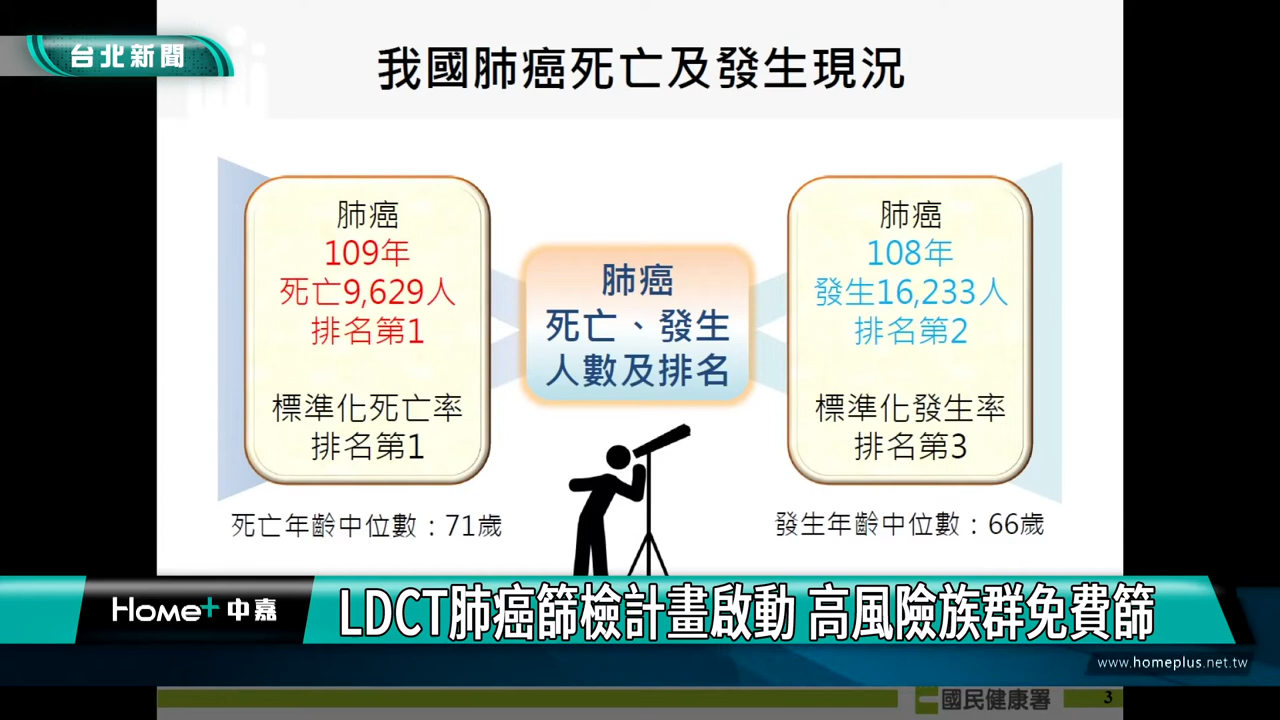 台北新聞
我國肺癌死亡及發生現況
肺癌
109年
死亡9,629人
排名第1
標準化死亡率
排名第1
死亡年齡中位數：71歲
肺癌
死亡、發生
人數及排名
肺癌
108年
發生16,233人
排名第2
標準化發生率
排名第3
發生年齡中位數：66歲
Home+中嘉
LDCT肺癌篩檢計畫啟動 高風險族群免費篩
www.homeplus.net.tw
國民健康署
3